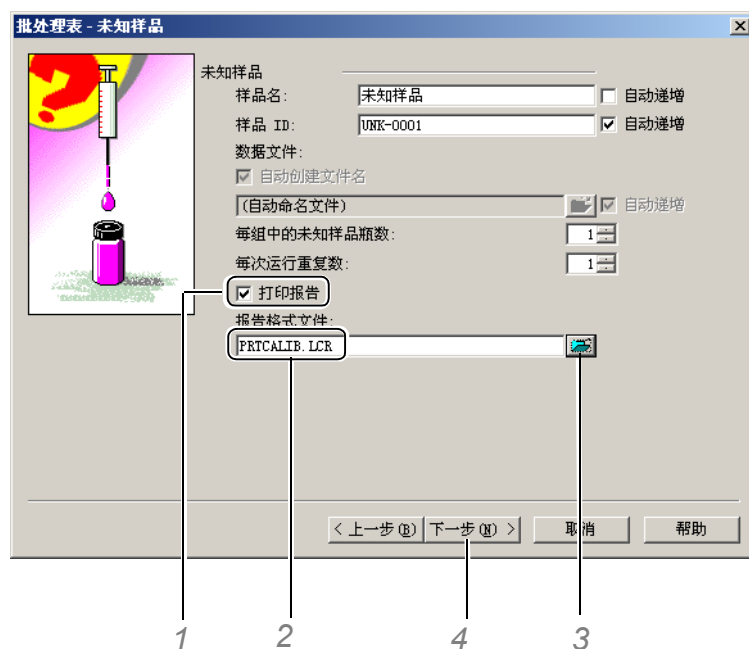 批处理表 - 未知样品
未知样品
样品名: 未知样品 自动递增
样品 ID: UNK-0001 自动递增
数据文件:
自动创建文件名
(自动命名文件) 自动递增
每组中的未知样品瓶数: 1
每次运行重复数: 1
打印报告
报告格式文件:
PRTCALIB.LCR
< 上一步(B) 下一步(N) > 取消 帮助
1 2 4 3